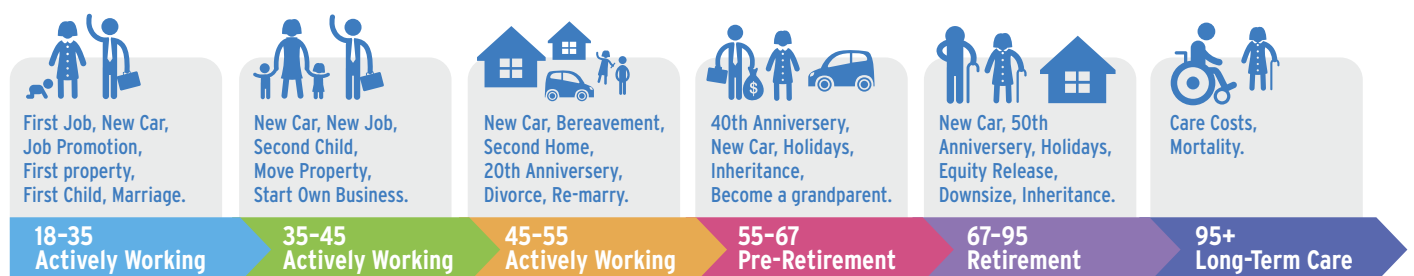 First Job, New Car,
Job Promotion,
First property,
First Child, Marriage.
18-35
Actively Working
New Car, New Job,
Second Child,
Move Property,
Start Own Business.
35-45
Actively Working
New Car, Bereavement,
Second Home,
20th Anniversery,
Divorce, Re-marry.
45-55
Actively Working
$
40th Anniversery,
New Car, Holidays,
Inheritance,
Become a grandparent.
55-67
Pre-Retirement
New Car, 50th
Anniversery, Holidays,
Equity Release,
Downsize, Inheritance.
67-95
Retirement
Care Costs,
Mortality.
95+
Long-Term Care